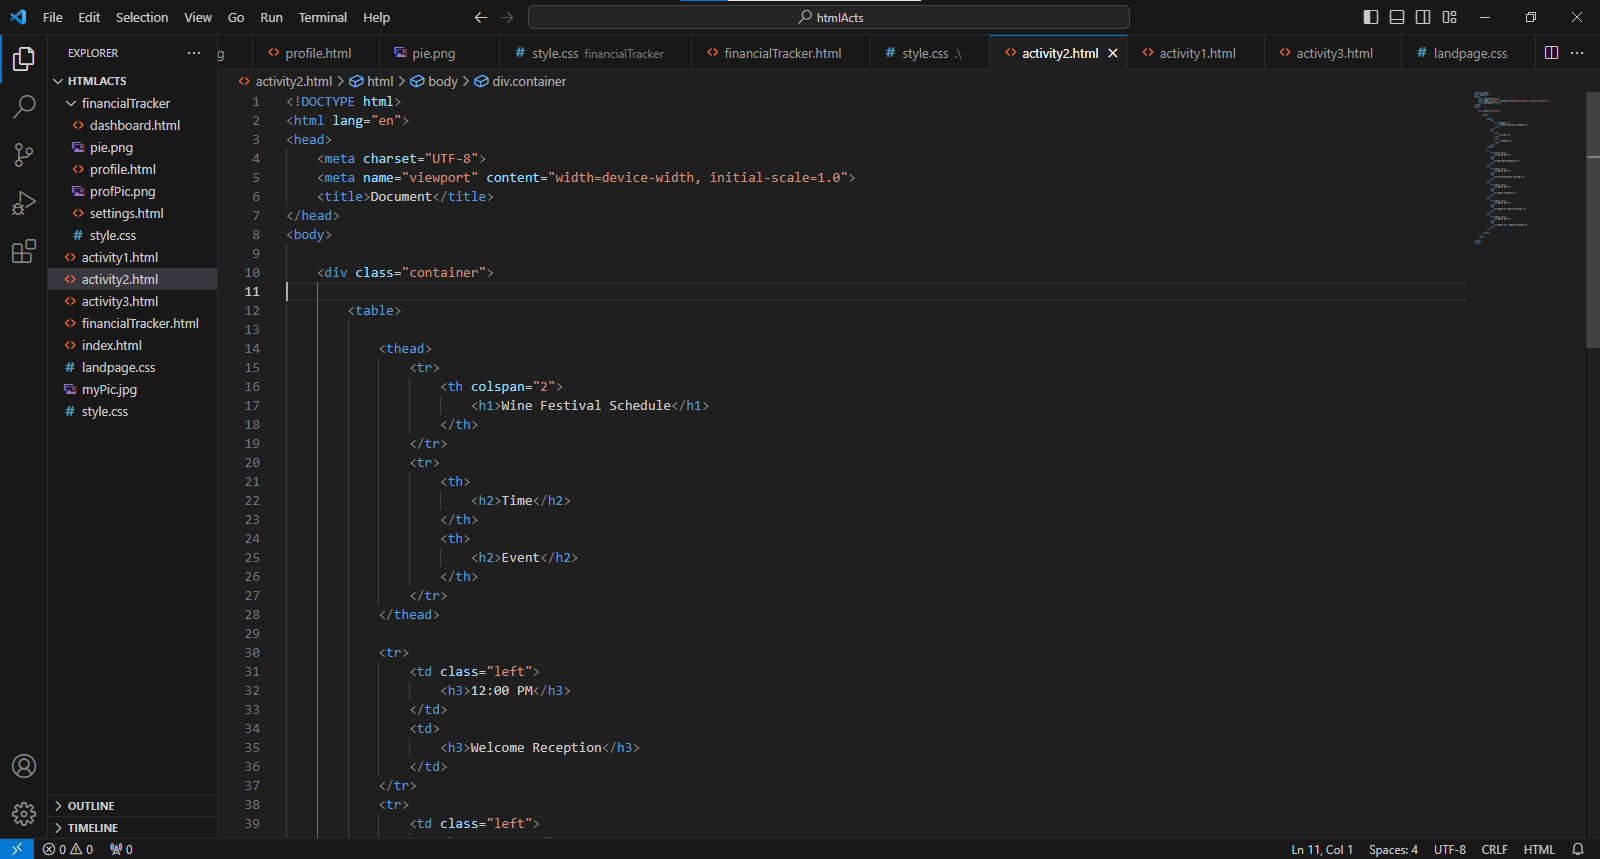 File Edit Selection View Go Run Terminal Help
htmlActs
EXPLORER
HTMLACTS
financialTracker
dashboard.html
pie.png
profile.html
profPic.png
settings.html
# style.css
activity1.html
activity2.html
activity3.html
financialTracker.html
index.html
# landpage.css
myPic.jpg
# style.css
OUTLINE
TIMELINE
g
profile.html
pie.png
# style.css financialTracker
financialTracker.html
# style.css .\
activity2.html
activity1.html
activity3.html
# landpage.css
activity2.html > html > body > div.container
1 <!DOCTYPE html>
2 <html lang="en">
3 <head>
4 <meta charset="UTF-8">
5 <meta name="viewport" content="width=device-width, initial-scale=1.0">
6 <title>Document</title>
7 </head>
8 <body>
9
10 <div class="container">
11
12 <table>
13
14 <thead>
15 <tr>
16 <th colspan="2">
17 <h1>Wine Festival Schedule</h1>
18 </th>
19 </tr>
20 <tr>
21 <th>
22 <h2>Time</h2>
23 </th>
24 <th>
25 <h2>Event</h2>
26 </th>
27 </tr>
28 </thead>
29
30 <tr>
31 <td class="left">
32 <h3>12:00 PM</h3>
33 </td>
34 <td>
35 <h3>Welcome Reception</h3>
36 </td>
37 </tr>
38 <tr>
39 <td class="left">
0 0 0
Ln 11, Col 1 Spaces: 4 UTF-8 CRLF HTML